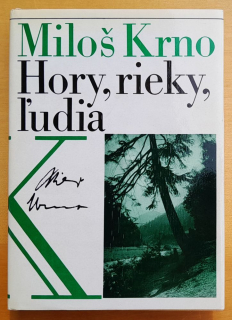 Miloš Krno
Hory, rieky,
ľudia